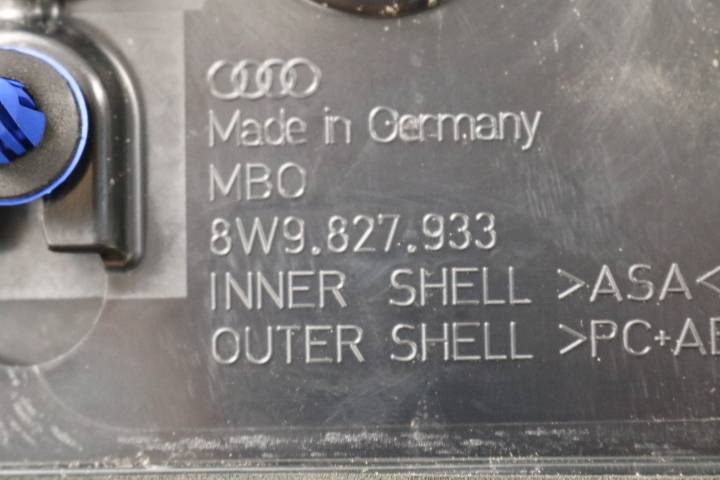 Made in Germany
MBO
8W9.827.933
INNER SHELL >ASA<
OUTER SHELL >PC+AB